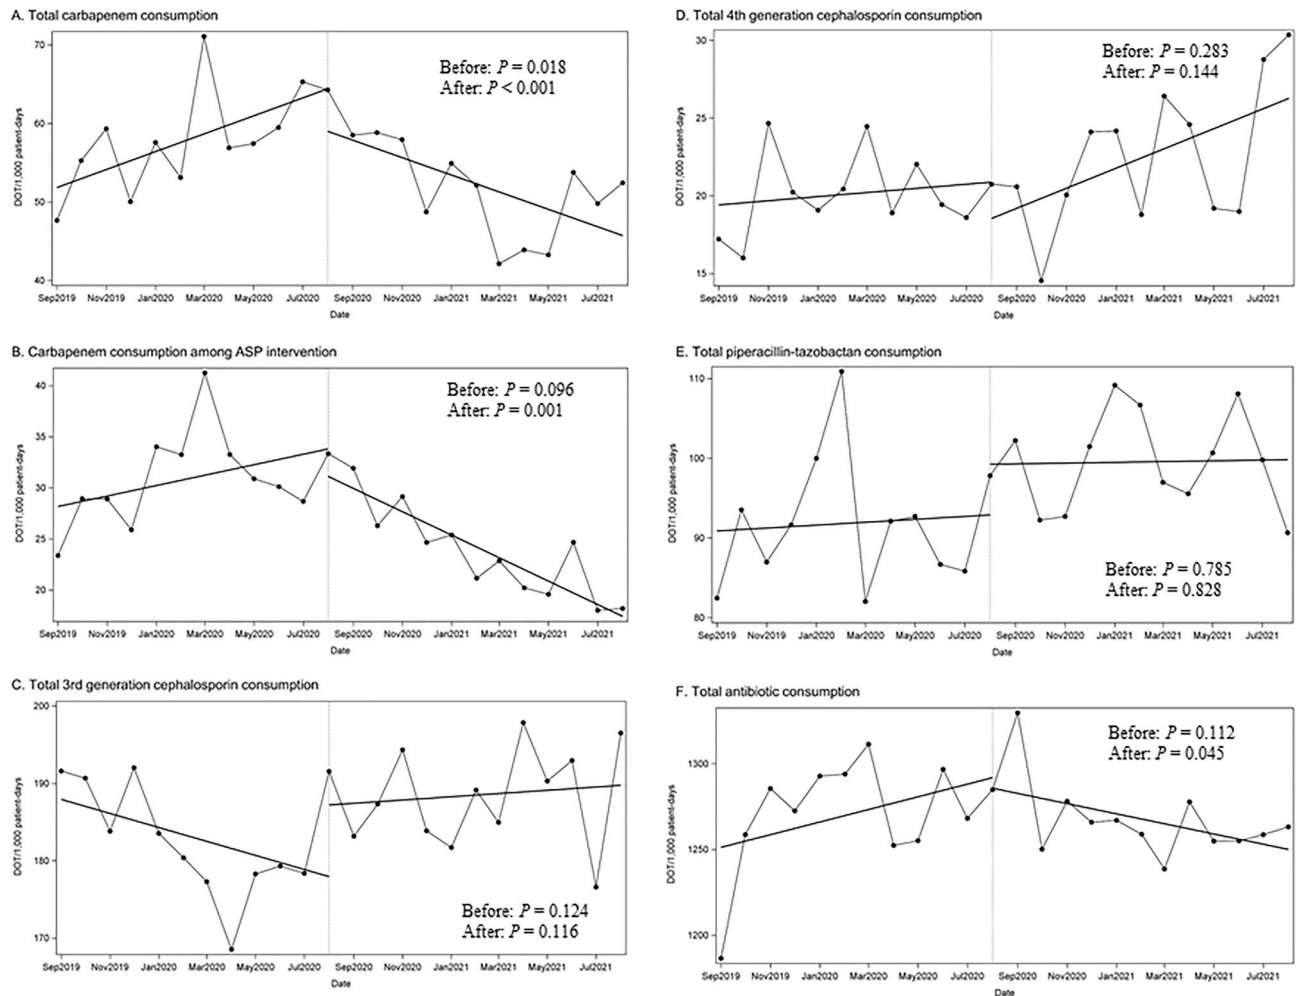 A. Total carbapenem consumption
Before: P = 0.018
After: P < 0.001
DOT/1,000 patient-days
70
60
50
40
Sep2019 Nov2019 Jan2020 Mar2020 May2020 Jul2020 Sep2020 Nov2020 Jan2021 Mar2021 May2021 Jul2021
Date
B. Carbapenem consumption among ASP intervention
Before: P = 0.096
After: P = 0.001
DOT/1,000 patient-days
40
35
30
25
20
Sep2019 Nov2019 Jan2020 Mar2020 May2020 Jul2020 Sep2020 Nov2020 Jan2021 Mar2021 May2021 Jul2021
Date
C. Total 3rd generation cephalosporin consumption
DOT/1,000 patient-days
200
190
180
170
Before: P = 0.124
After: P = 0.116
Sep2019 Nov2019 Jan2020 Mar2020 May2020 Jul2020 Sep2020 Nov2020 Jan2021 Mar2021 May2021 Jul2021
Date
D. Total 4th generation cephalosporin consumption
Before: P = 0.283
After: P = 0.144
DOT/1,000 patient-days
30
25
20
15
Sep2019 Nov2019 Jan2020 Mar2020 May2020 Jul2020 Sep2020 Nov2020 Jan2021 Mar2021 May2021 Jul2021
Date
E. Total piperacillin-tazobactan consumption
DOT/1,000 patient-days
110
100
90
80
Before: P = 0.785
After: P = 0.828
Sep2019 Nov2019 Jan2020 Mar2020 May2020 Jul2020 Sep2020 Nov2020 Jan2021 Mar2021 May2021 Jul2021
Date
F. Total antibiotic consumption
Before: P = 0.112
After: P = 0.045
DOT/1,000 patient-days
1300
1250
1200
Sep2019 Nov2019 Jan2020 Mar2020 May2020 Jul2020 Sep2020 Nov2020 Jan2021 Mar2021 May2021 Jul2021
Date